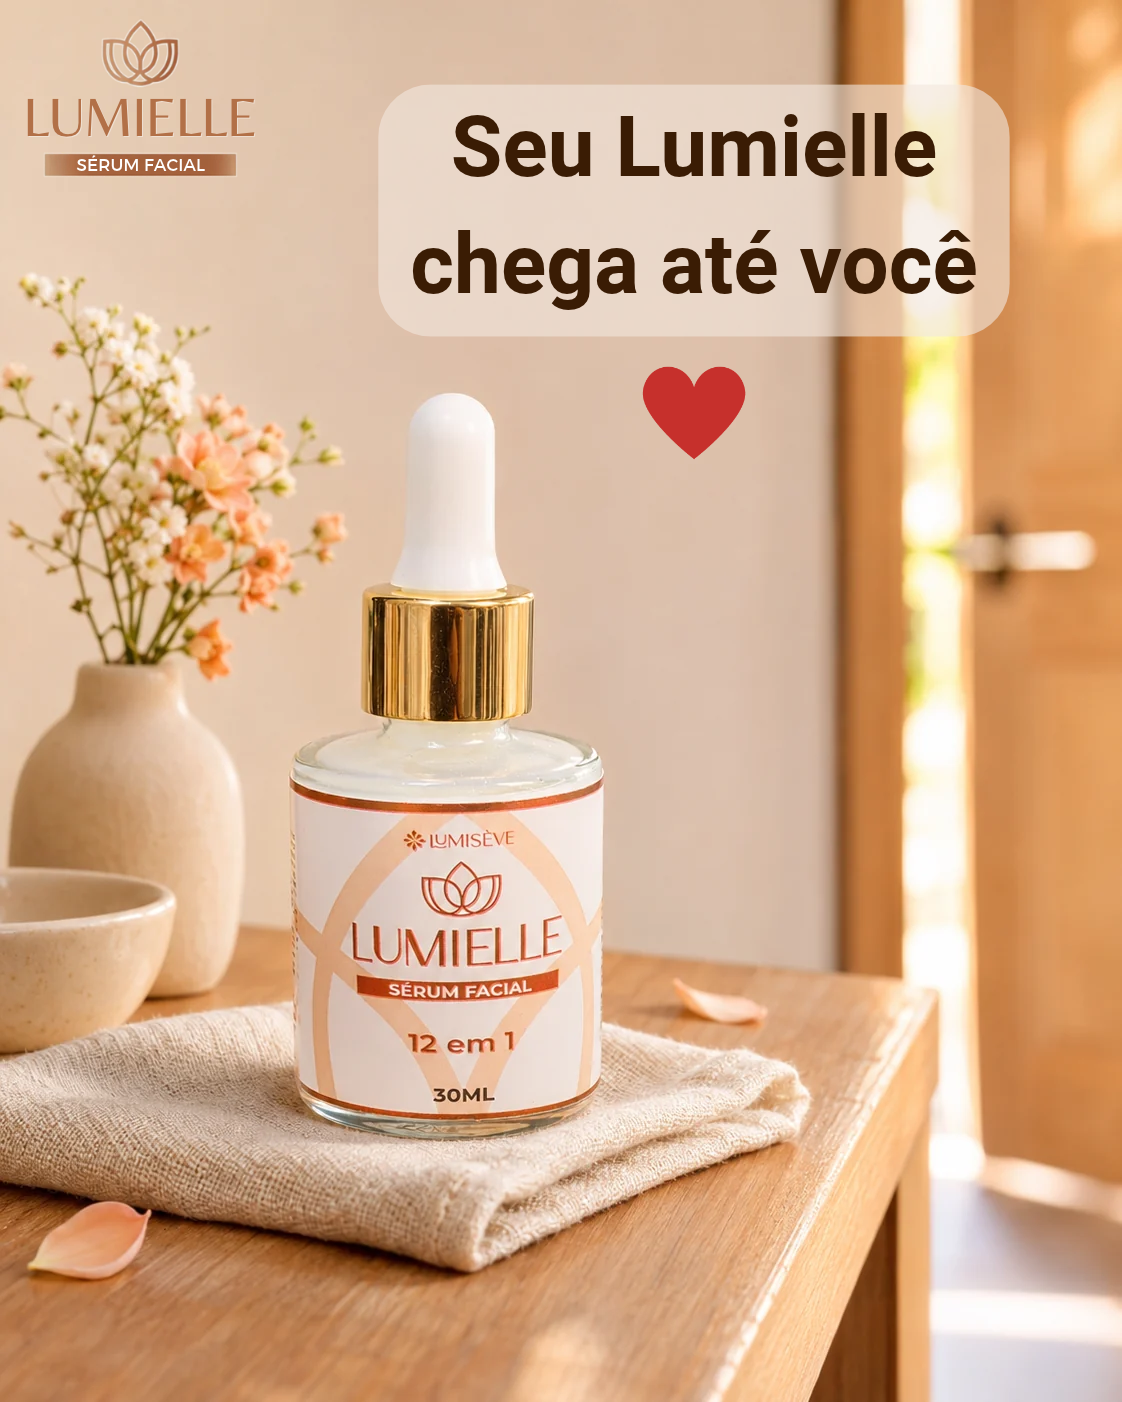 LUMIELLE
SÉRUM FACIAL
Seu Lumielle
chega até você
LUMISÈVE
LUMIELLE
SÉRUM FACIAL
12 em 1
30ML